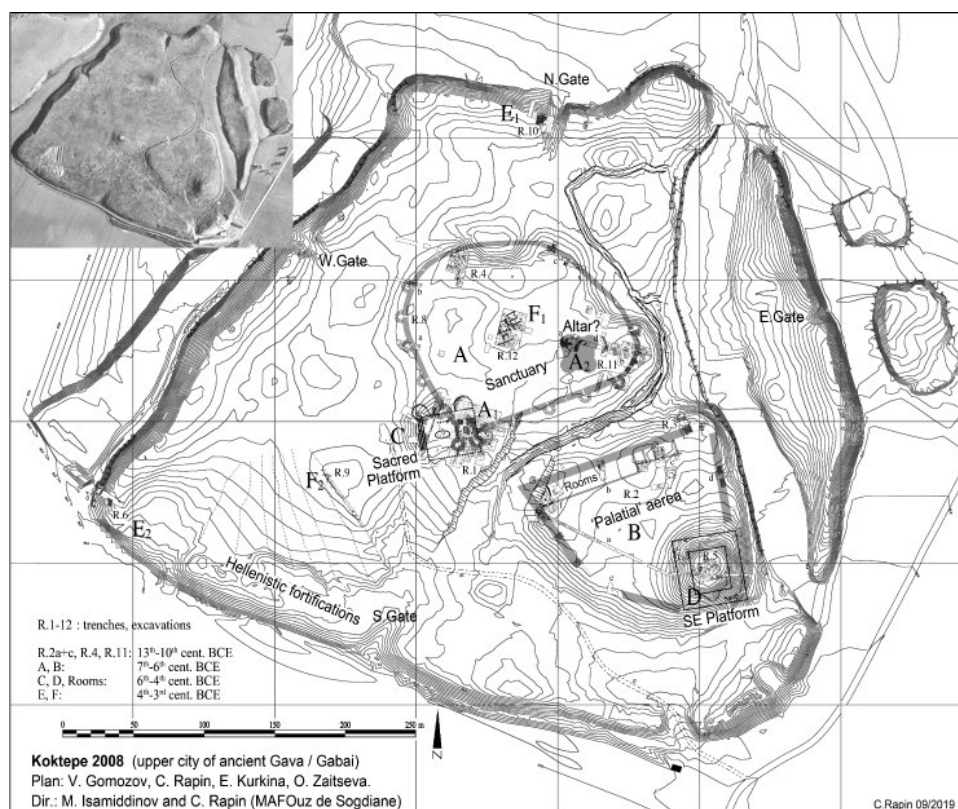 N.Gate
E1
R.10
W.Gate
b
R.4
c
R.8
a
F1
R.12
A
Sanctuary
Altar?
A2
R.11
E.Gate
A1
C
Sacred
Platform
R.1
R.9
F2
R.3
Rooms
b
R.2
d
'Palatial' aerea
B
a
c
R.5
D
SE Platform
R.6
E2
Hellenistic fortifications
S.Gate
R.1-12 : trenches, excavations
R.2a+c, R.4, R.11: 13th-10th cent. BCE
A, B: 7th-6th cent. BCE
C, D, Rooms: 6th-4th cent. BCE
E, F: 4th-3rd cent. BCE
0 50 100 150 200 250 m
N
Koktepe 2008 (upper city of ancient Gava / Gabai)
Plan: V. Gomozov, C. Rapin, E. Kurkina, O. Zaitseva.
Dir.: M. Isamiddinov and C. Rapin (MAFOuz de Sogdiane)
C.Rapin 09/2019